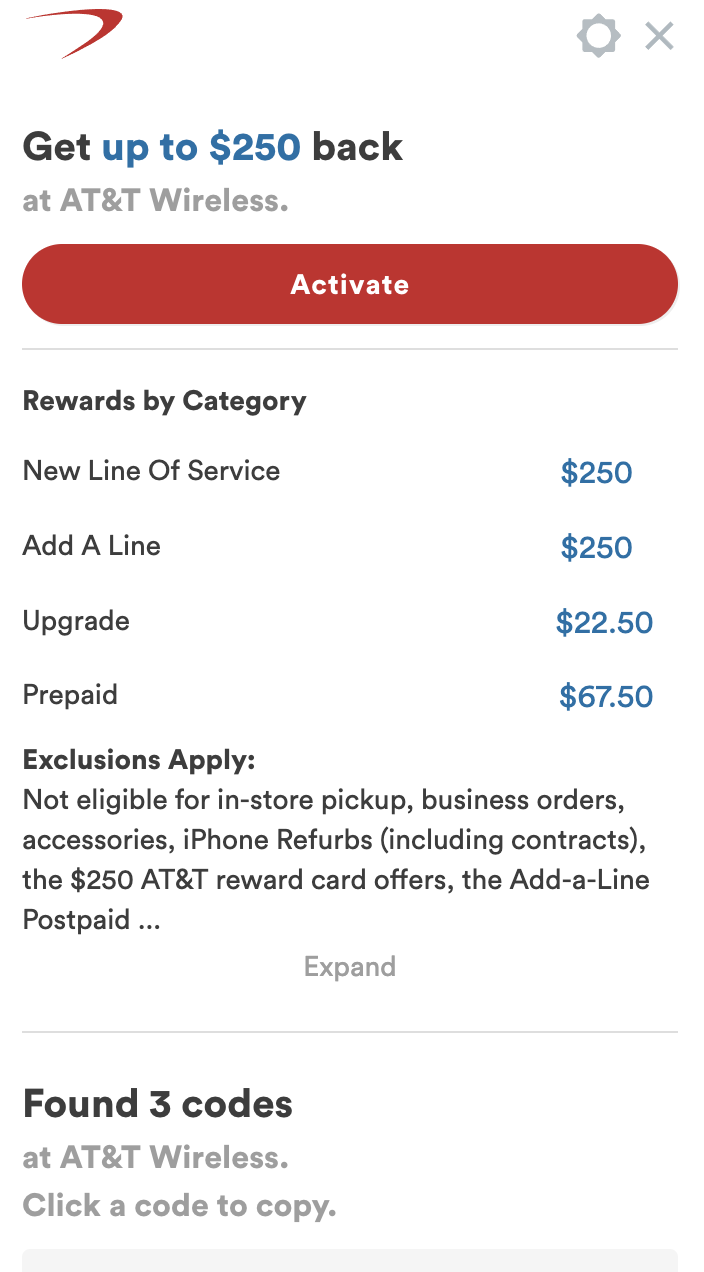 Get up to $250 back
at AT&T Wireless.
Activate
Rewards by Category
New Line Of Service $250
Add A Line $250
Upgrade $22.50
Prepaid $67.50
Exclusions Apply:
Not eligible for in-store pickup, business orders,
accessories, iPhone Refurbs (including contracts),
the $250 AT&T reward card offers, the Add-a-Line
Postpaid ...
Expand
Found 3 codes
at AT&T Wireless.
Click a code to copy.